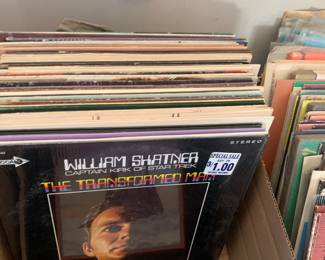 WILLIAM SHATNER
CAPTAIN KIRK OF STAR TREK
SPECIAL SALE
$1.00
STEREO
THE TRANSFORMED MAN